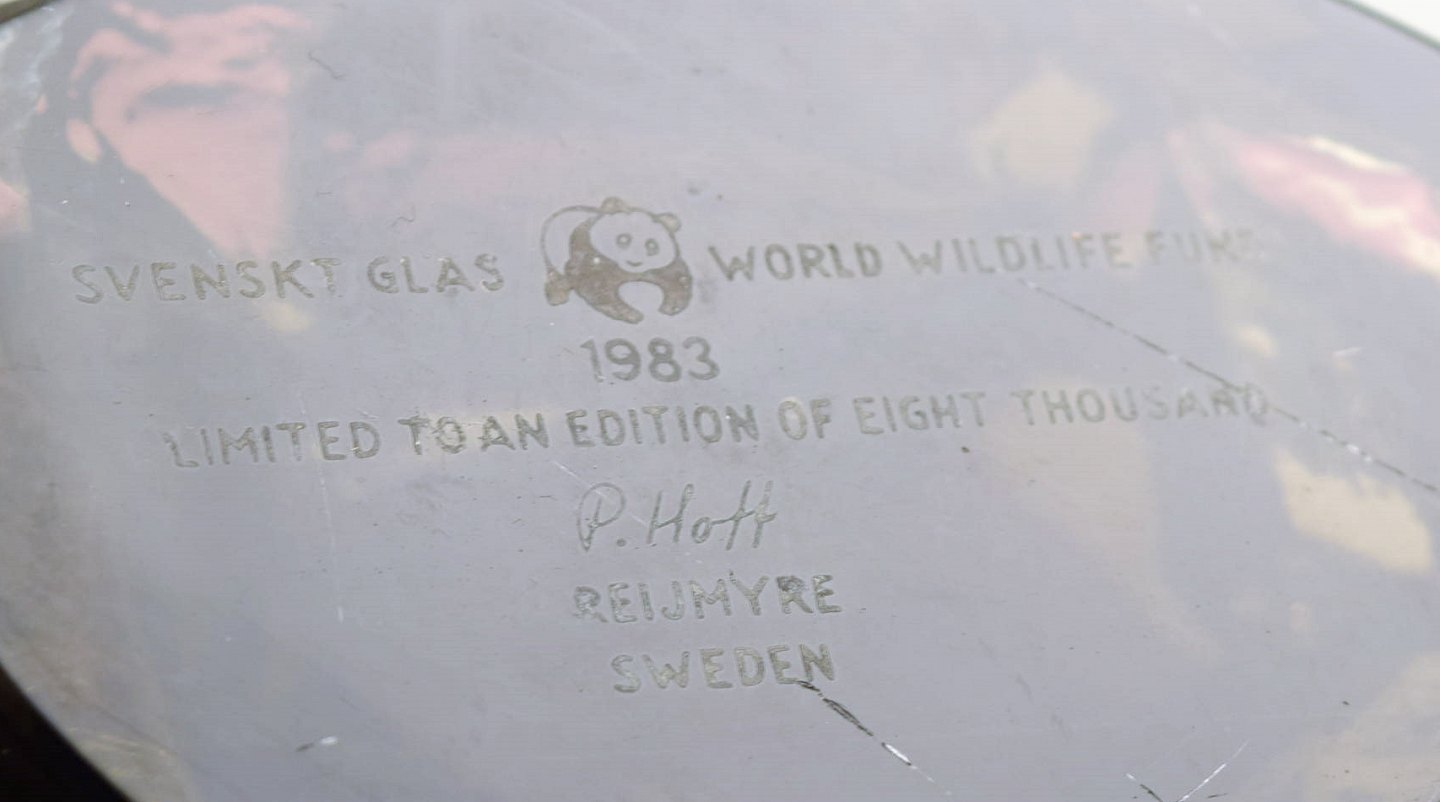 SVENSKT GLAS WORLD WILDLIFE FUND
1983
LIMITED TO AN EDITION OF EIGHT THOUSAND
P. Hoff
REIJMYRE
SWEDEN